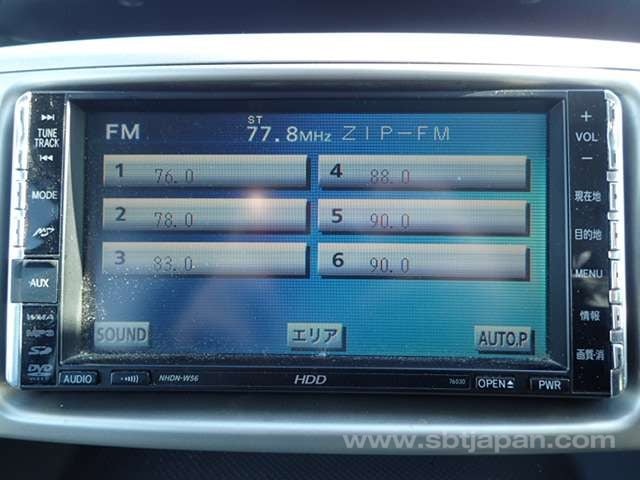 FM
ST
77.8MHz ZIP-FM
1 76.0
2 78.0
3 83.0
4 88.0
5 90.0
6 90.0
SOUND
エリア
AUTO.P
TUNE
TRACK
MODE
AUX
WMA
MP3
SD
DVD
AUDIO
NHDN-W56
HDD
76030
OPEN
PWR
+
VOL
−
現在地
目的地
MENU
情報
画質・消
www.sbtjapan.com